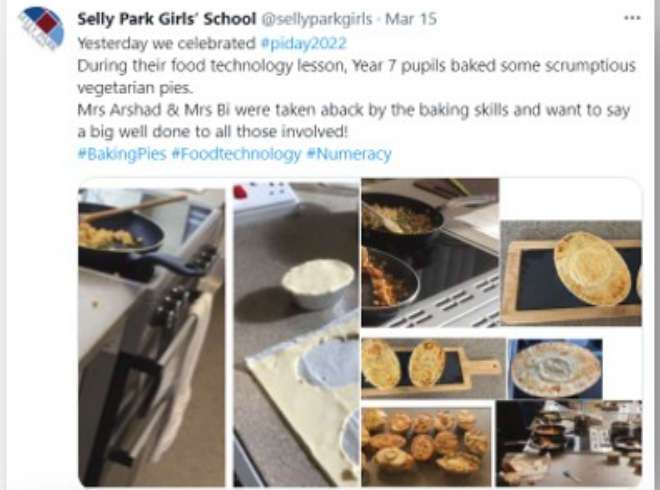 Selly Park Girls' School @sellyparkgirls · Mar 15
Yesterday we celebrated #piday2022
During their food technology lesson, Year 7 pupils baked some scrumptious
vegetarian pies.
Mrs Arshad & Mrs Bi were taken aback by the baking skills and want to say
a big well done to all those involved!
#BakingPies #Foodtechnology #Numeracy